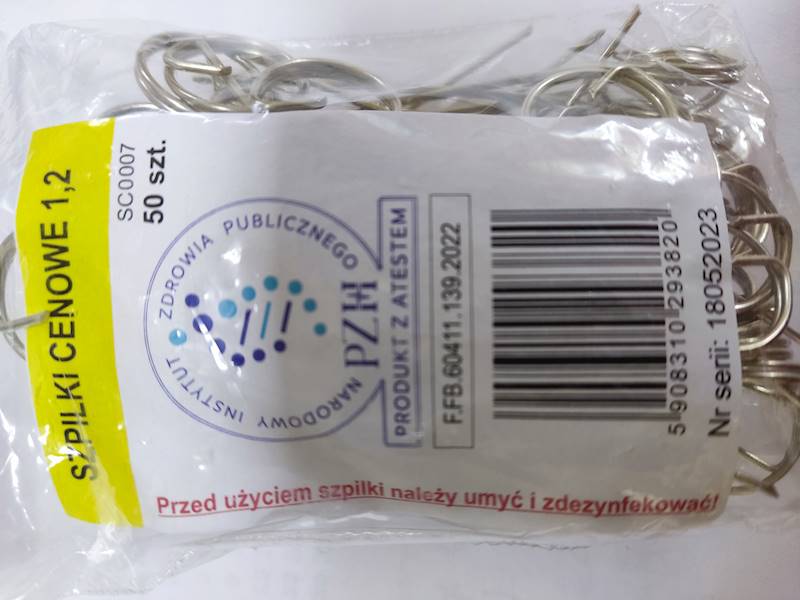 SZPILKI CENOWE 1,2
SC0007
50 szt.
NARODOWY INSTYTUT ZDROWIA PUBLICZNEGO
PZH
PRODUKT Z ATESTEM
F.FB.60411.139.2022
5 908310 293820
Nr serii: 18052023
Przed użyciem szpilki należy umyć i zdezynfekować!